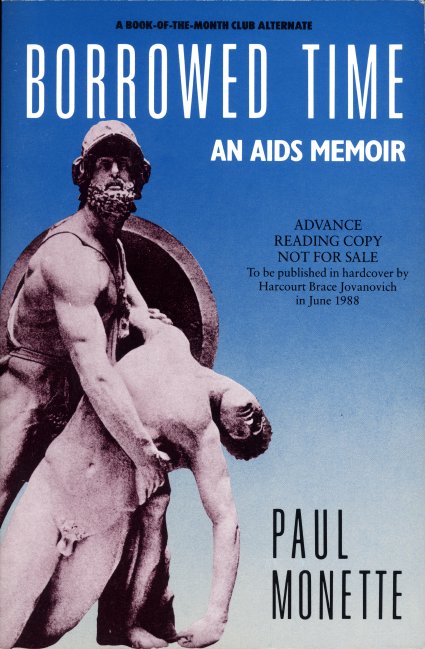 A BOOK-OF-THE-MONTH CLUB ALTERNATE
BORROWED TIME
AN AIDS MEMOIR
ADVANCE
READING COPY
NOT FOR SALE
To be published in hardcover by
Harcourt Brace Jovanovich
in June 1988
PAUL
MONETTE